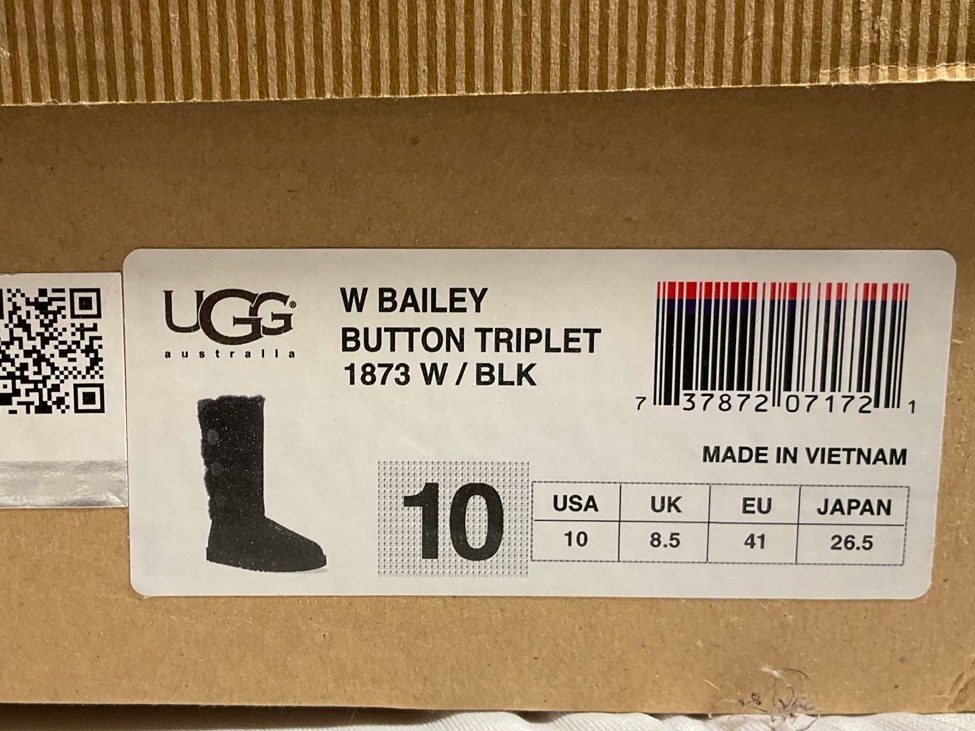 UGG®
australia
W BAILEY
BUTTON TRIPLET
1873 W / BLK
7 37872 07172 1
MADE IN VIETNAM
10
USA UK EU JAPAN
10 8.5 41 26.5